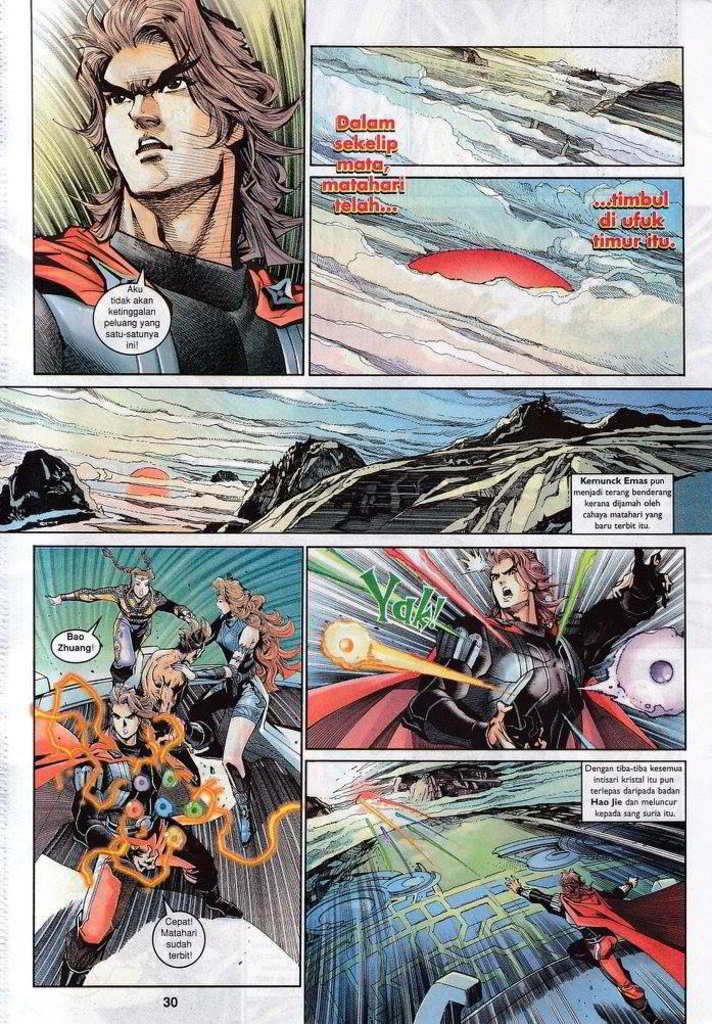 Aku
tidak akan
ketinggalan
peluang yang
satu-satunya
ini!
Dalam
sekelip
mata,
matahari
telah...
...timbul
di ufuk
timur itu.
Kemunck Emas pun
menjadi terang benderang
kerana dijamah oleh
cahaya matahari yang
baru terbit itu.
Bao
Zhuang!
Cepat!
Matahari
sudah
terbit!
Yak!
Dengan tiba-tiba kesemua
intisari kristal itu pun
terlepas daripada badan
Hao Jie dan meluncur
kepada sang suria itu.
30